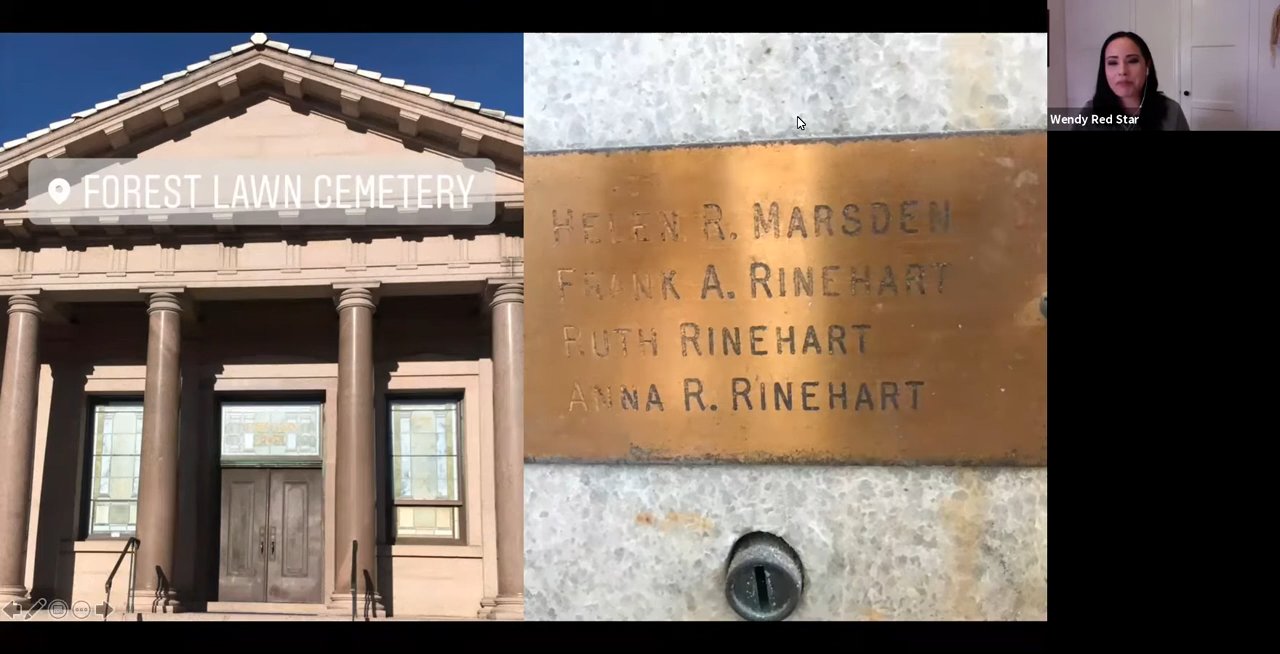 FOREST LAWN CEMETERY
HELEN R. MARSDEN
FRANK A. RINEHART
RUTH RINEHART
ANNA R. RINEHART
Wendy Red Star